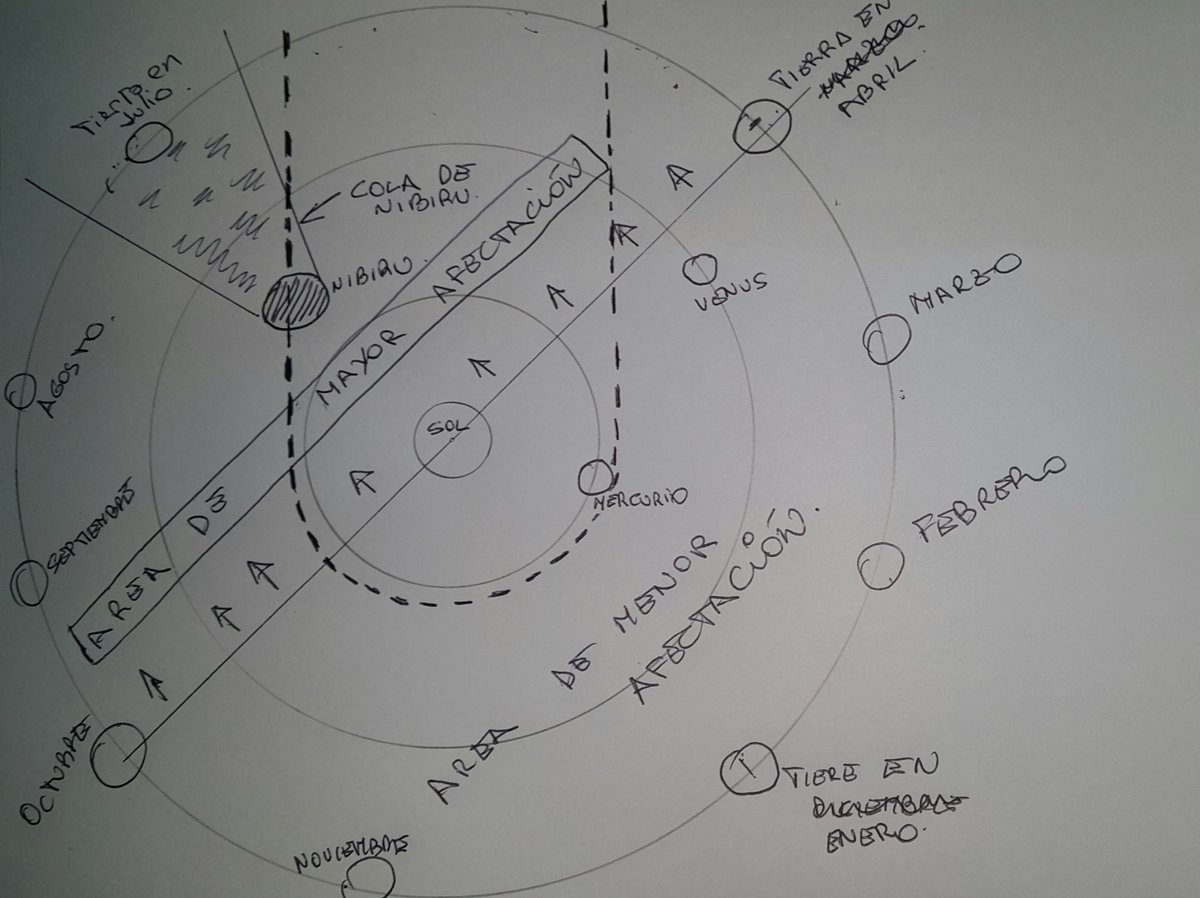 TIERRA EN
MARZO
ABRIL.
Tierra en
Julio.
COLA DE
NIBIRU.
NIBIRU.
AREA DE MAYOR AFECTACIÓN
VENUS
MARZO
AGOSTO.
SOL
MERCURIO
SEPTIEMBRE
FEBRERO
AREA DE MENOR
AFECTACIÓN.
OCTUBRE
TIERE EN
DICIEMBRE
ENERO.
NOVIEMBRE